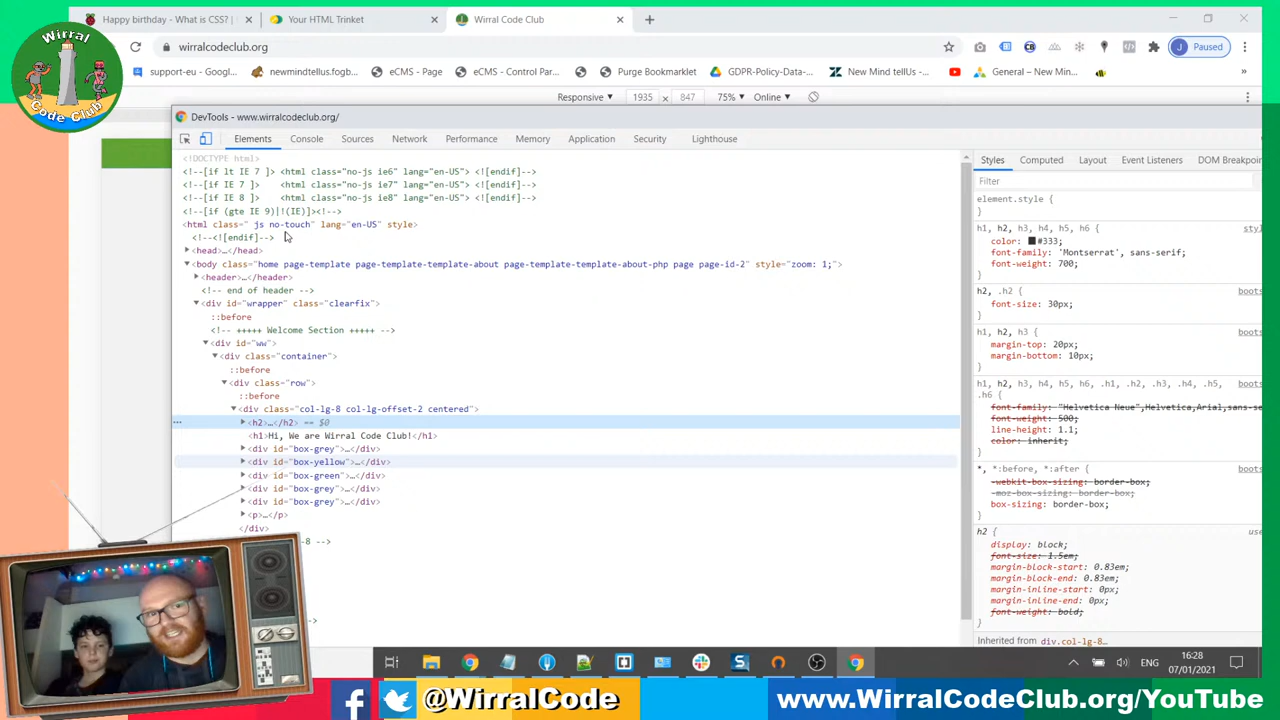 Happy birthday - What is CSS? |
Your HTML Trinket
Wirral Code Club
wirralcodeclub.org
J Paused
support-eu - Googl...
newmindtellus.fogb...
eCMS - Page
eCMS - Control Par...
Purge Bookmarklet
GDPR-Policy-Data-...
New Mind tellUs -...
General – New Min...
Wirral
Code Club
Responsive
1935 x 847
75%
Online
DevTools - www.wirralcodeclub.org/
Elements Console Sources Network Performance Memory Application Security Lighthouse
<!DOCTYPE html>
<!--[if lt IE 7 ]> <html class="no-js ie6" lang="en-US"> <![endif]-->
<!--[if IE 7 ]> <html class="no-js ie7" lang="en-US"> <![endif]-->
<!--[if IE 8 ]> <html class="no-js ie8" lang="en-US"> <![endif]-->
<!--[if (gte IE 9)|!(IE)]><!-->
<html class=" js no-touch" lang="en-US" style>
<!--<![endif]-->
<head>…</head>
<body class="home page-template page-template-template-about page-template-template-about-php page page-id-2" style="zoom: 1;">
<header>…</header>
<!-- end of header -->
<div id="wrapper" class="clearfix">
::before
<!-- +++++ Welcome Section +++++ -->
<div id="ww">
<div class="container">
::before
<div class="row">
::before
<div class="col-lg-8 col-lg-offset-2 centered">
<h2>…</h2> == $0
<h1>Hi, We are Wirral Code Club!</h1>
<div id="box-grey">…</div>
<div id="box-yellow">…</div>
<div id="box-green">…</div>
<div id="box-grey">…</div>
<div id="box-grey">…</div>
<p>…</p>
</div>
-8 -->
Styles Computed Layout Event Listeners DOM Breakpoin
Filter
element.style {
}
h1, h2, h3, h4, h5, h6 { sty
color: #333;
font-family: 'Montserrat', sans-serif;
font-weight: 700;
}
h2, .h2 { boots
font-size: 30px;
}
h1, h2, h3 { boots
margin-top: 20px;
margin-bottom: 10px;
}
h1, h2, h3, h4, h5, h6, .h1, .h2, .h3, .h4, .h5, boots
.h6 {
font-family: "Helvetica Neue",Helvetica,Arial,sans-se
font-weight: 500;
line-height: 1.1;
color: inherit;
}
*, *:before, *:after { boots
-webkit-box-sizing: border-box;
-moz-box-sizing: border-box;
box-sizing: border-box;
}
h2 { use
display: block;
font-size: 1.5em;
margin-block-start: 0.83em;
margin-block-end: 0.83em;
margin-inline-start: 0px;
margin-inline-end: 0px;
font-weight: bold;
}
Inherited from div.col-lg-8…
ENG
16:28
07/01/2021
@WirralCode
www.WirralCodeClub.org/YouTube